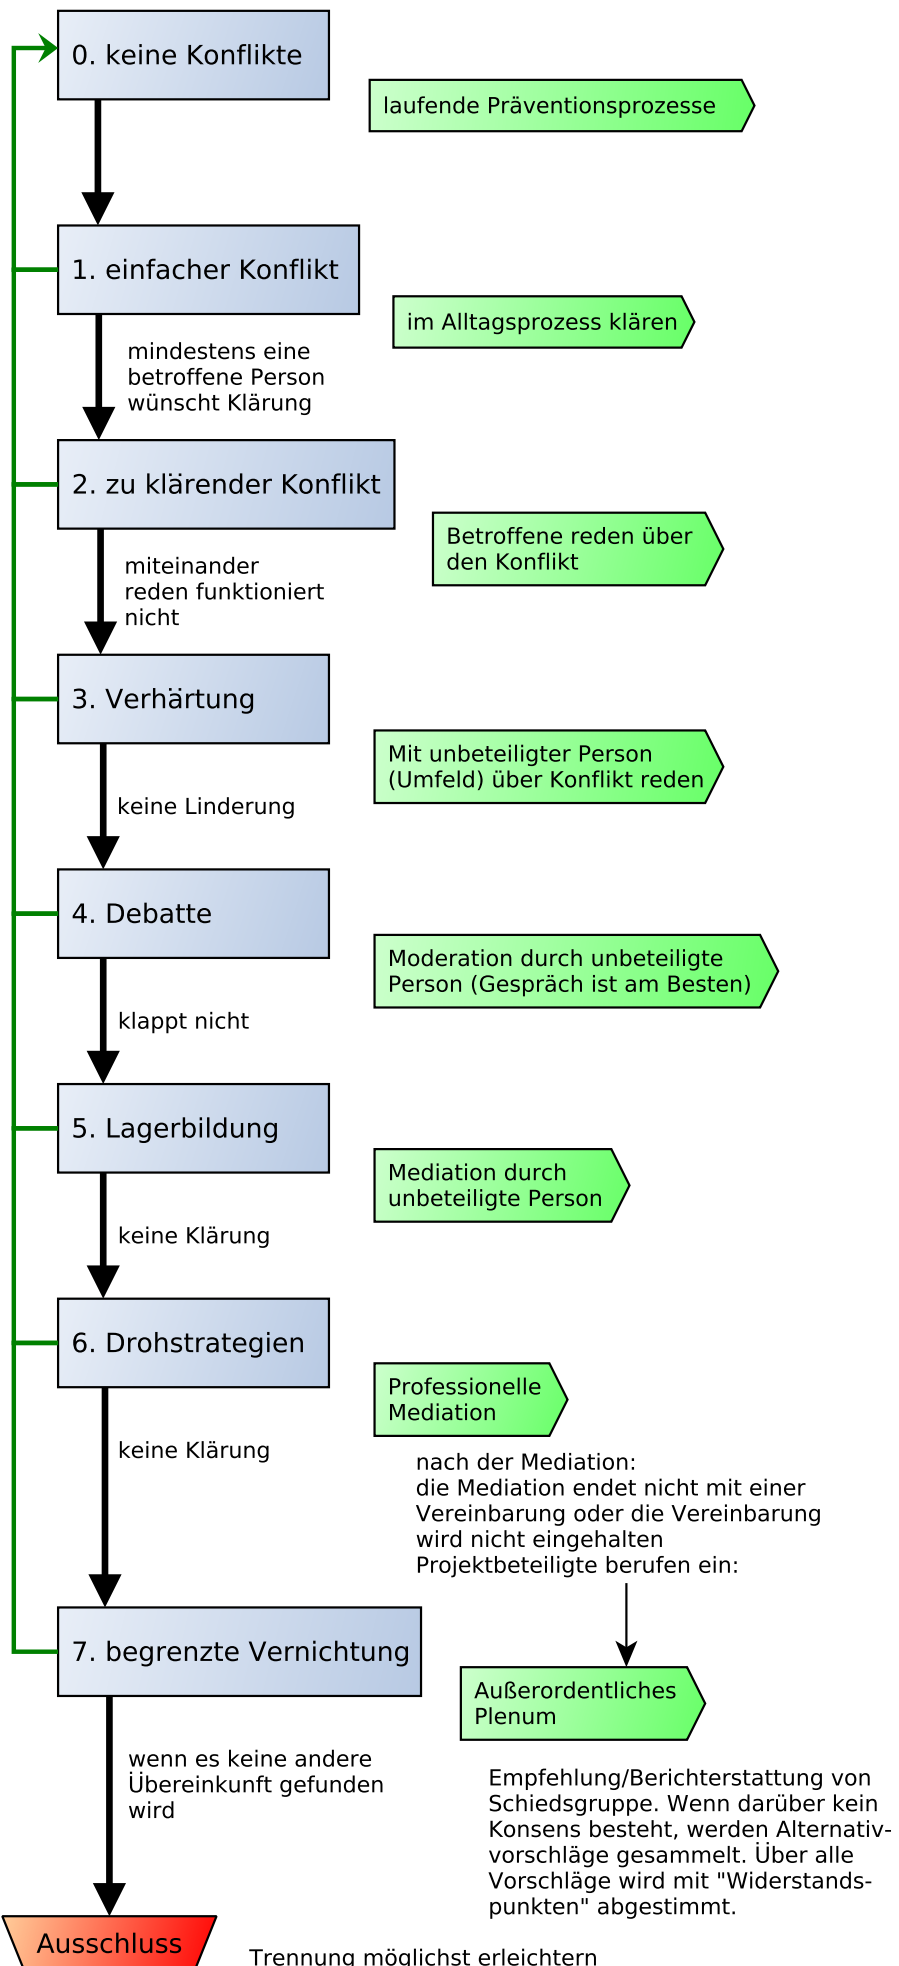 0. keine Konflikte
laufende Präventionsprozesse
1. einfacher Konflikt
im Alltagsprozess klären
mindestens eine
betroffene Person
wünscht Klärung
2. zu klärender Konflikt
Betroffene reden über
den Konflikt
miteinander
reden funktioniert
nicht
3. Verhärtung
Mit unbeteiligter Person
(Umfeld) über Konflikt reden
keine Linderung
4. Debatte
Moderation durch unbeteiligte
Person (Gespräch ist am Besten)
klappt nicht
5. Lagerbildung
Mediation durch
unbeteiligte Person
keine Klärung
6. Drohstrategien
Professionelle
Mediation
keine Klärung
nach der Mediation:
die Mediation endet nicht mit einer
Vereinbarung oder die Vereinbarung
wird nicht eingehalten
Projektbeteiligte berufen ein:
7. begrenzte Vernichtung
Außerordentliches
Plenum
wenn es keine andere
Übereinkunft gefunden
wird
Empfehlung/Berichterstattung von
Schiedsgruppe. Wenn darüber kein
Konsens besteht, werden Alternativ-
vorschläge gesammelt. Über alle
Vorschläge wird mit "Widerstands-
punkten" abgestimmt.
Ausschluss
Trennung möglichst erleichtern